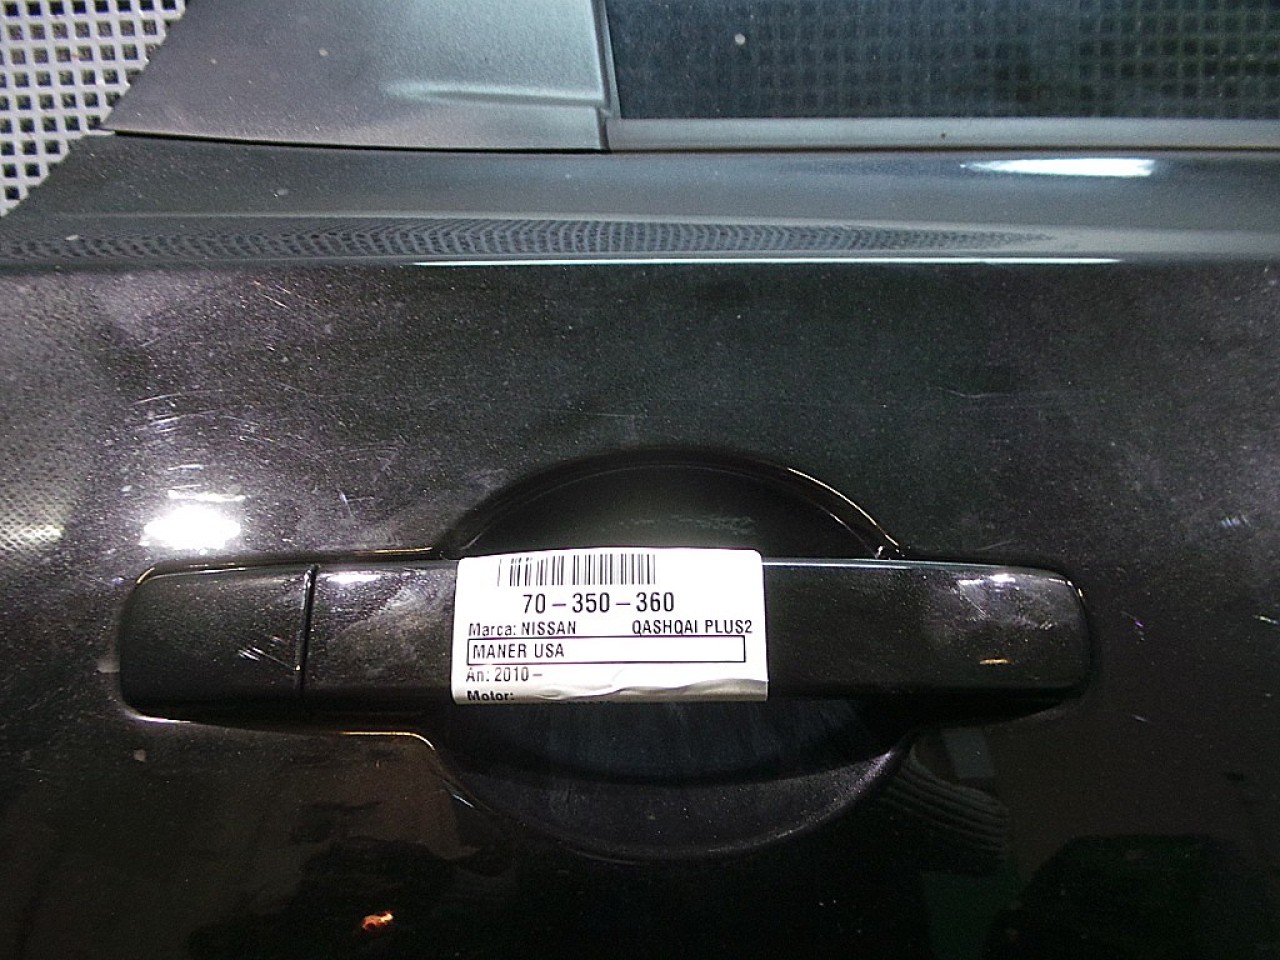 70-350-360
Marca: NISSAN QASHQAI PLUS2
MANER USA
An: 2010-
Motor: